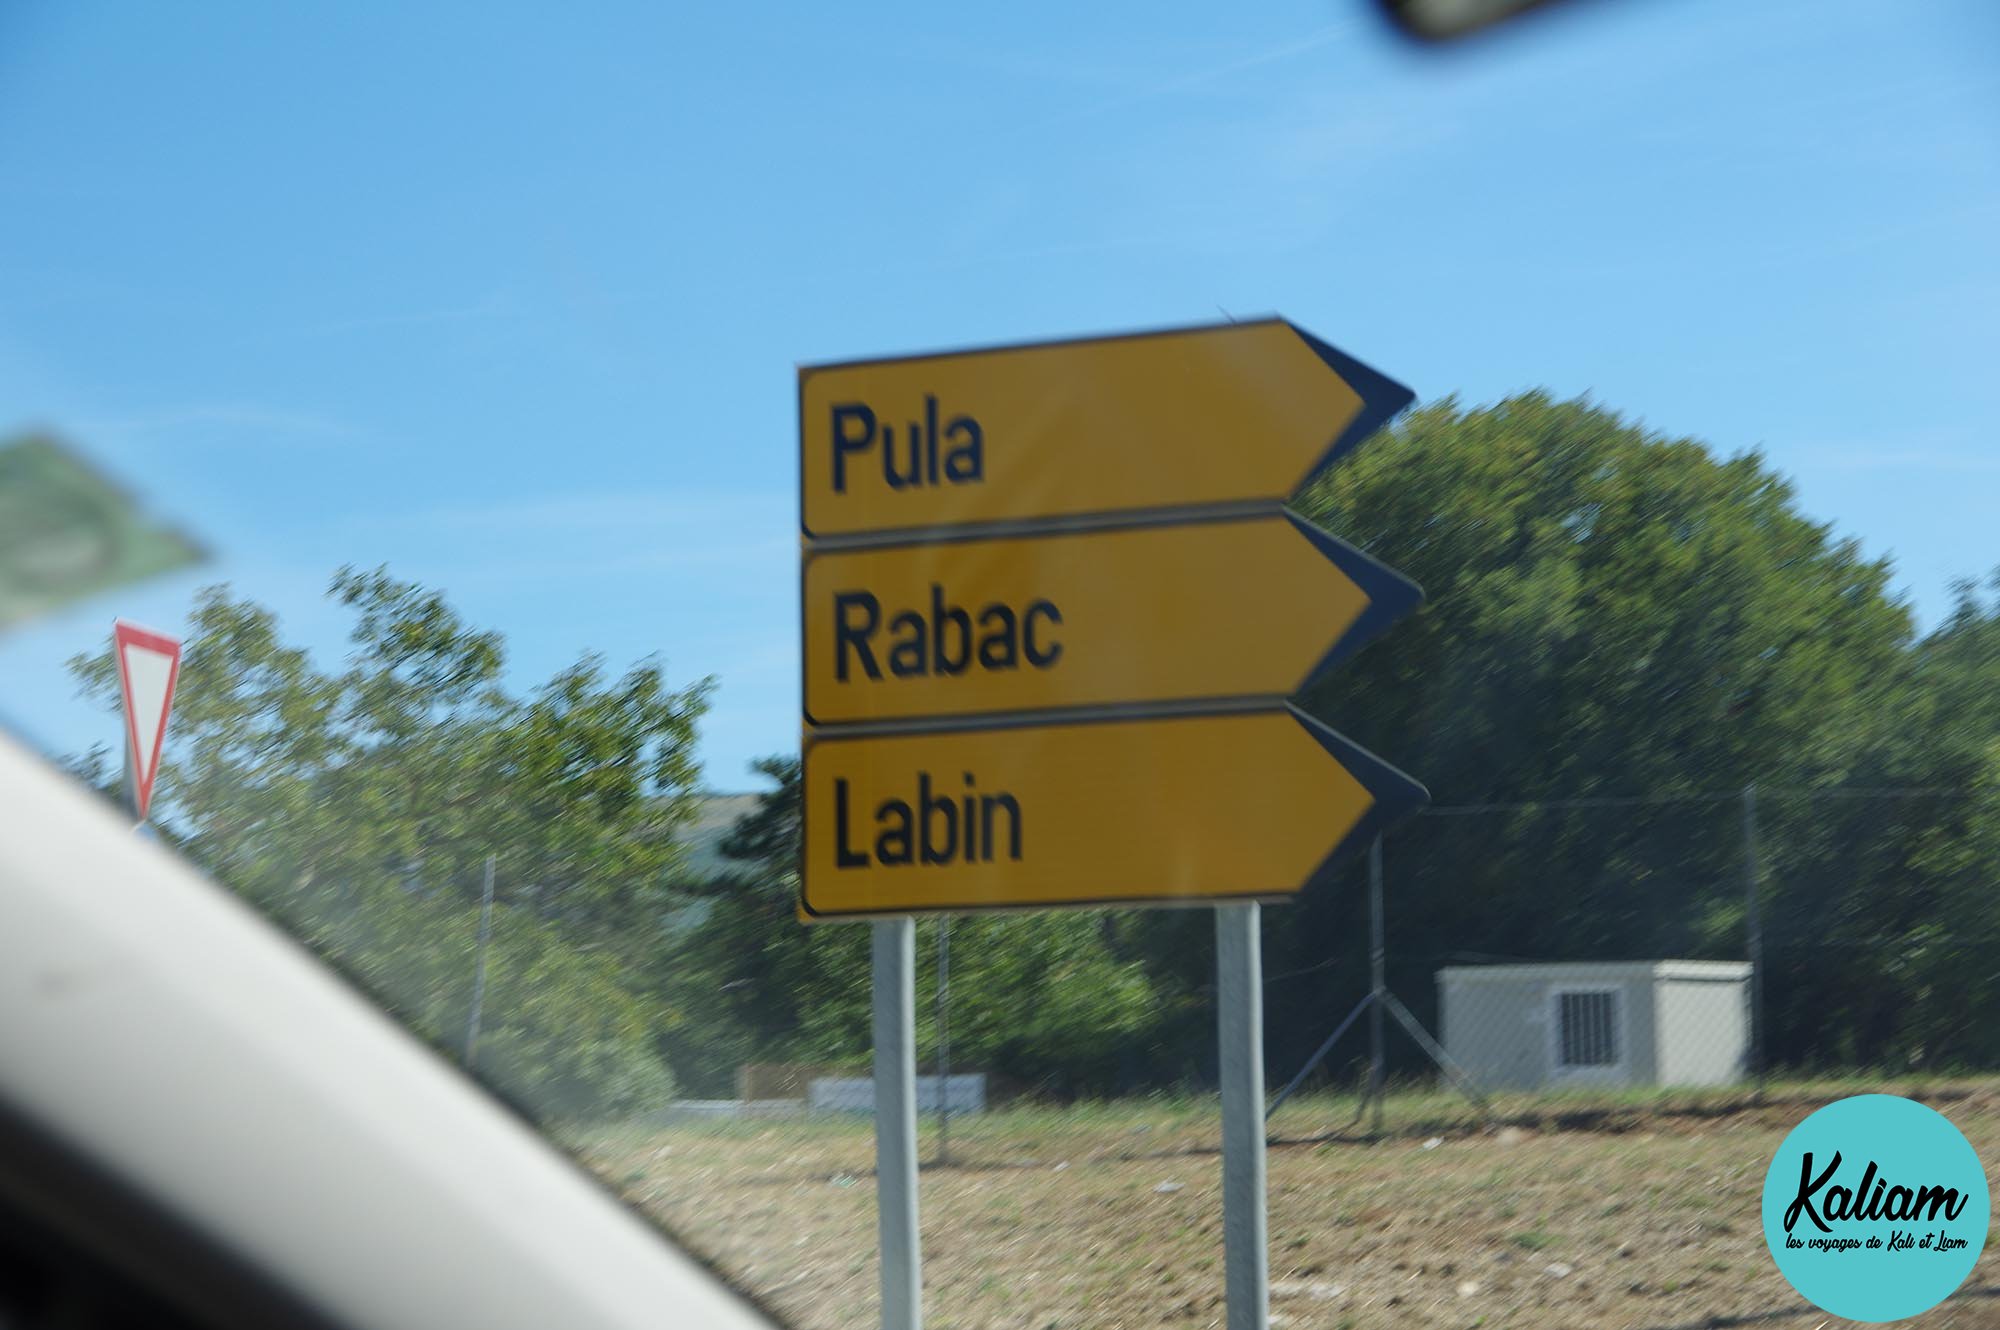 Pula
Rabac
Labin
Kaliam
les voyages de Kali et Liam